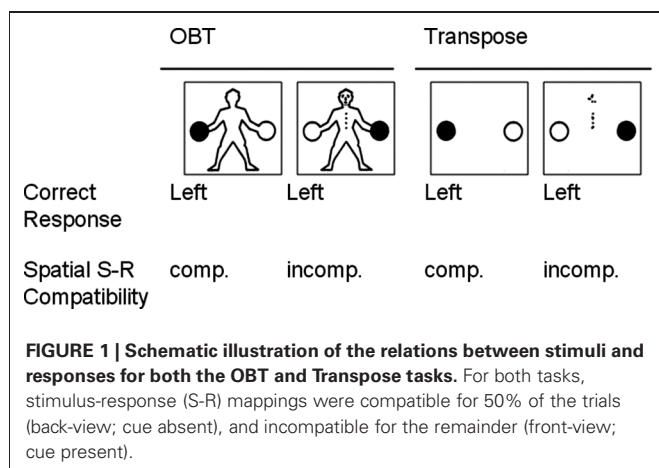 OBT Transpose
Correct Response Left Left Left Left
Spatial S-R Compatibility comp. incomp. comp. incomp.
FIGURE 1 | Schematic illustration of the relations between stimuli and
responses for both the OBT and Transpose tasks. For both tasks,
stimulus-response (S-R) mappings were compatible for 50% of the trials
(back-view; cue absent), and incompatible for the remainder (front-view;
cue present).